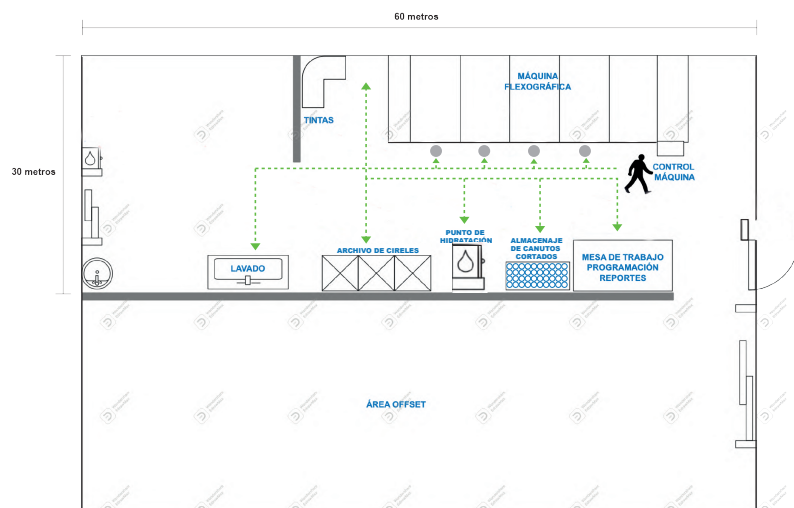 60 metros
MÁQUINA
FLEXOGRÁFICA
TINTAS
30 metros
CONTROL
MÁQUINA
PUNTO DE
HIDRATACIÓN
ALMACENAJE
DE CANUTOS
CORTADOS
ARCHIVO DE CIRELES
LAVADO
MESA DE TRABAJO
PROGRAMACIÓN
REPORTES
ÁREA OFFSET